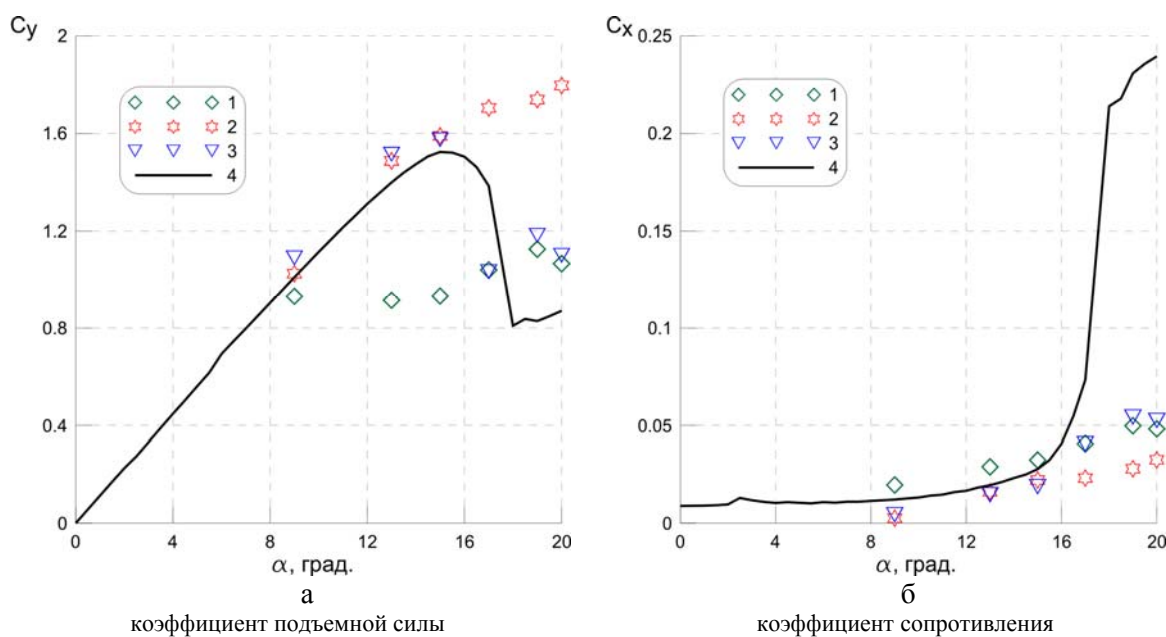 Cy
2
1.6
1.2
0.8
0.4
0
1
2
3
4
0 4 8 12 16 20
α, град.
а
коэффициент подъемной силы
Cx
0.25
0.2
0.15
0.1
0.05
0
1
2
3
4
0 4 8 12 16 20
α, град.
б
коэффициент сопротивления